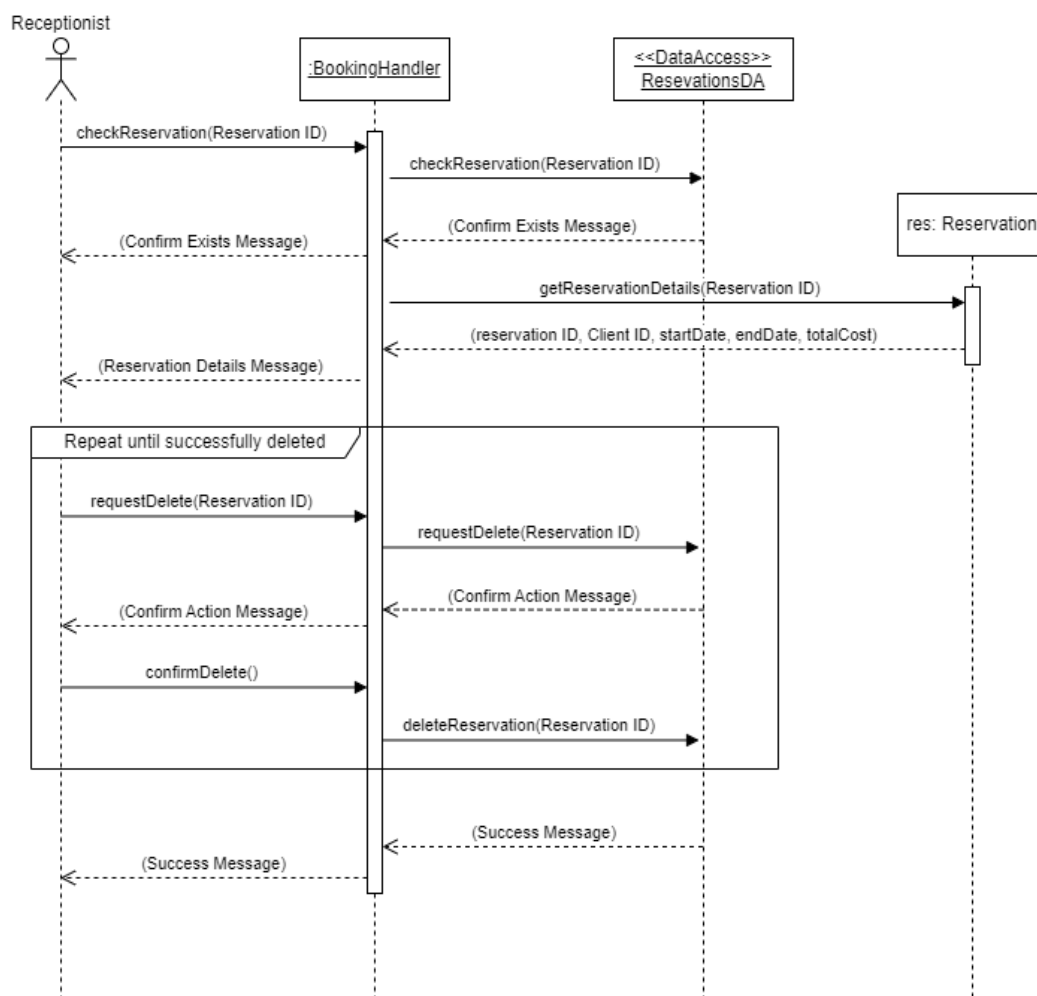 Receptionist
:BookingHandler
<<DataAccess>>
ResevationsDA
checkReservation(Reservation ID)
checkReservation(Reservation ID)
res: Reservation
(Confirm Exists Message)
(Confirm Exists Message)
getReservationDetails(Reservation ID)
(reservation ID, Client ID, startDate, endDate, totalCost)
(Reservation Details Message)
Repeat until successfully deleted
requestDelete(Reservation ID)
requestDelete(Reservation ID)
(Confirm Action Message)
(Confirm Action Message)
confirmDelete()
deleteReservation(Reservation ID)
(Success Message)
(Success Message)